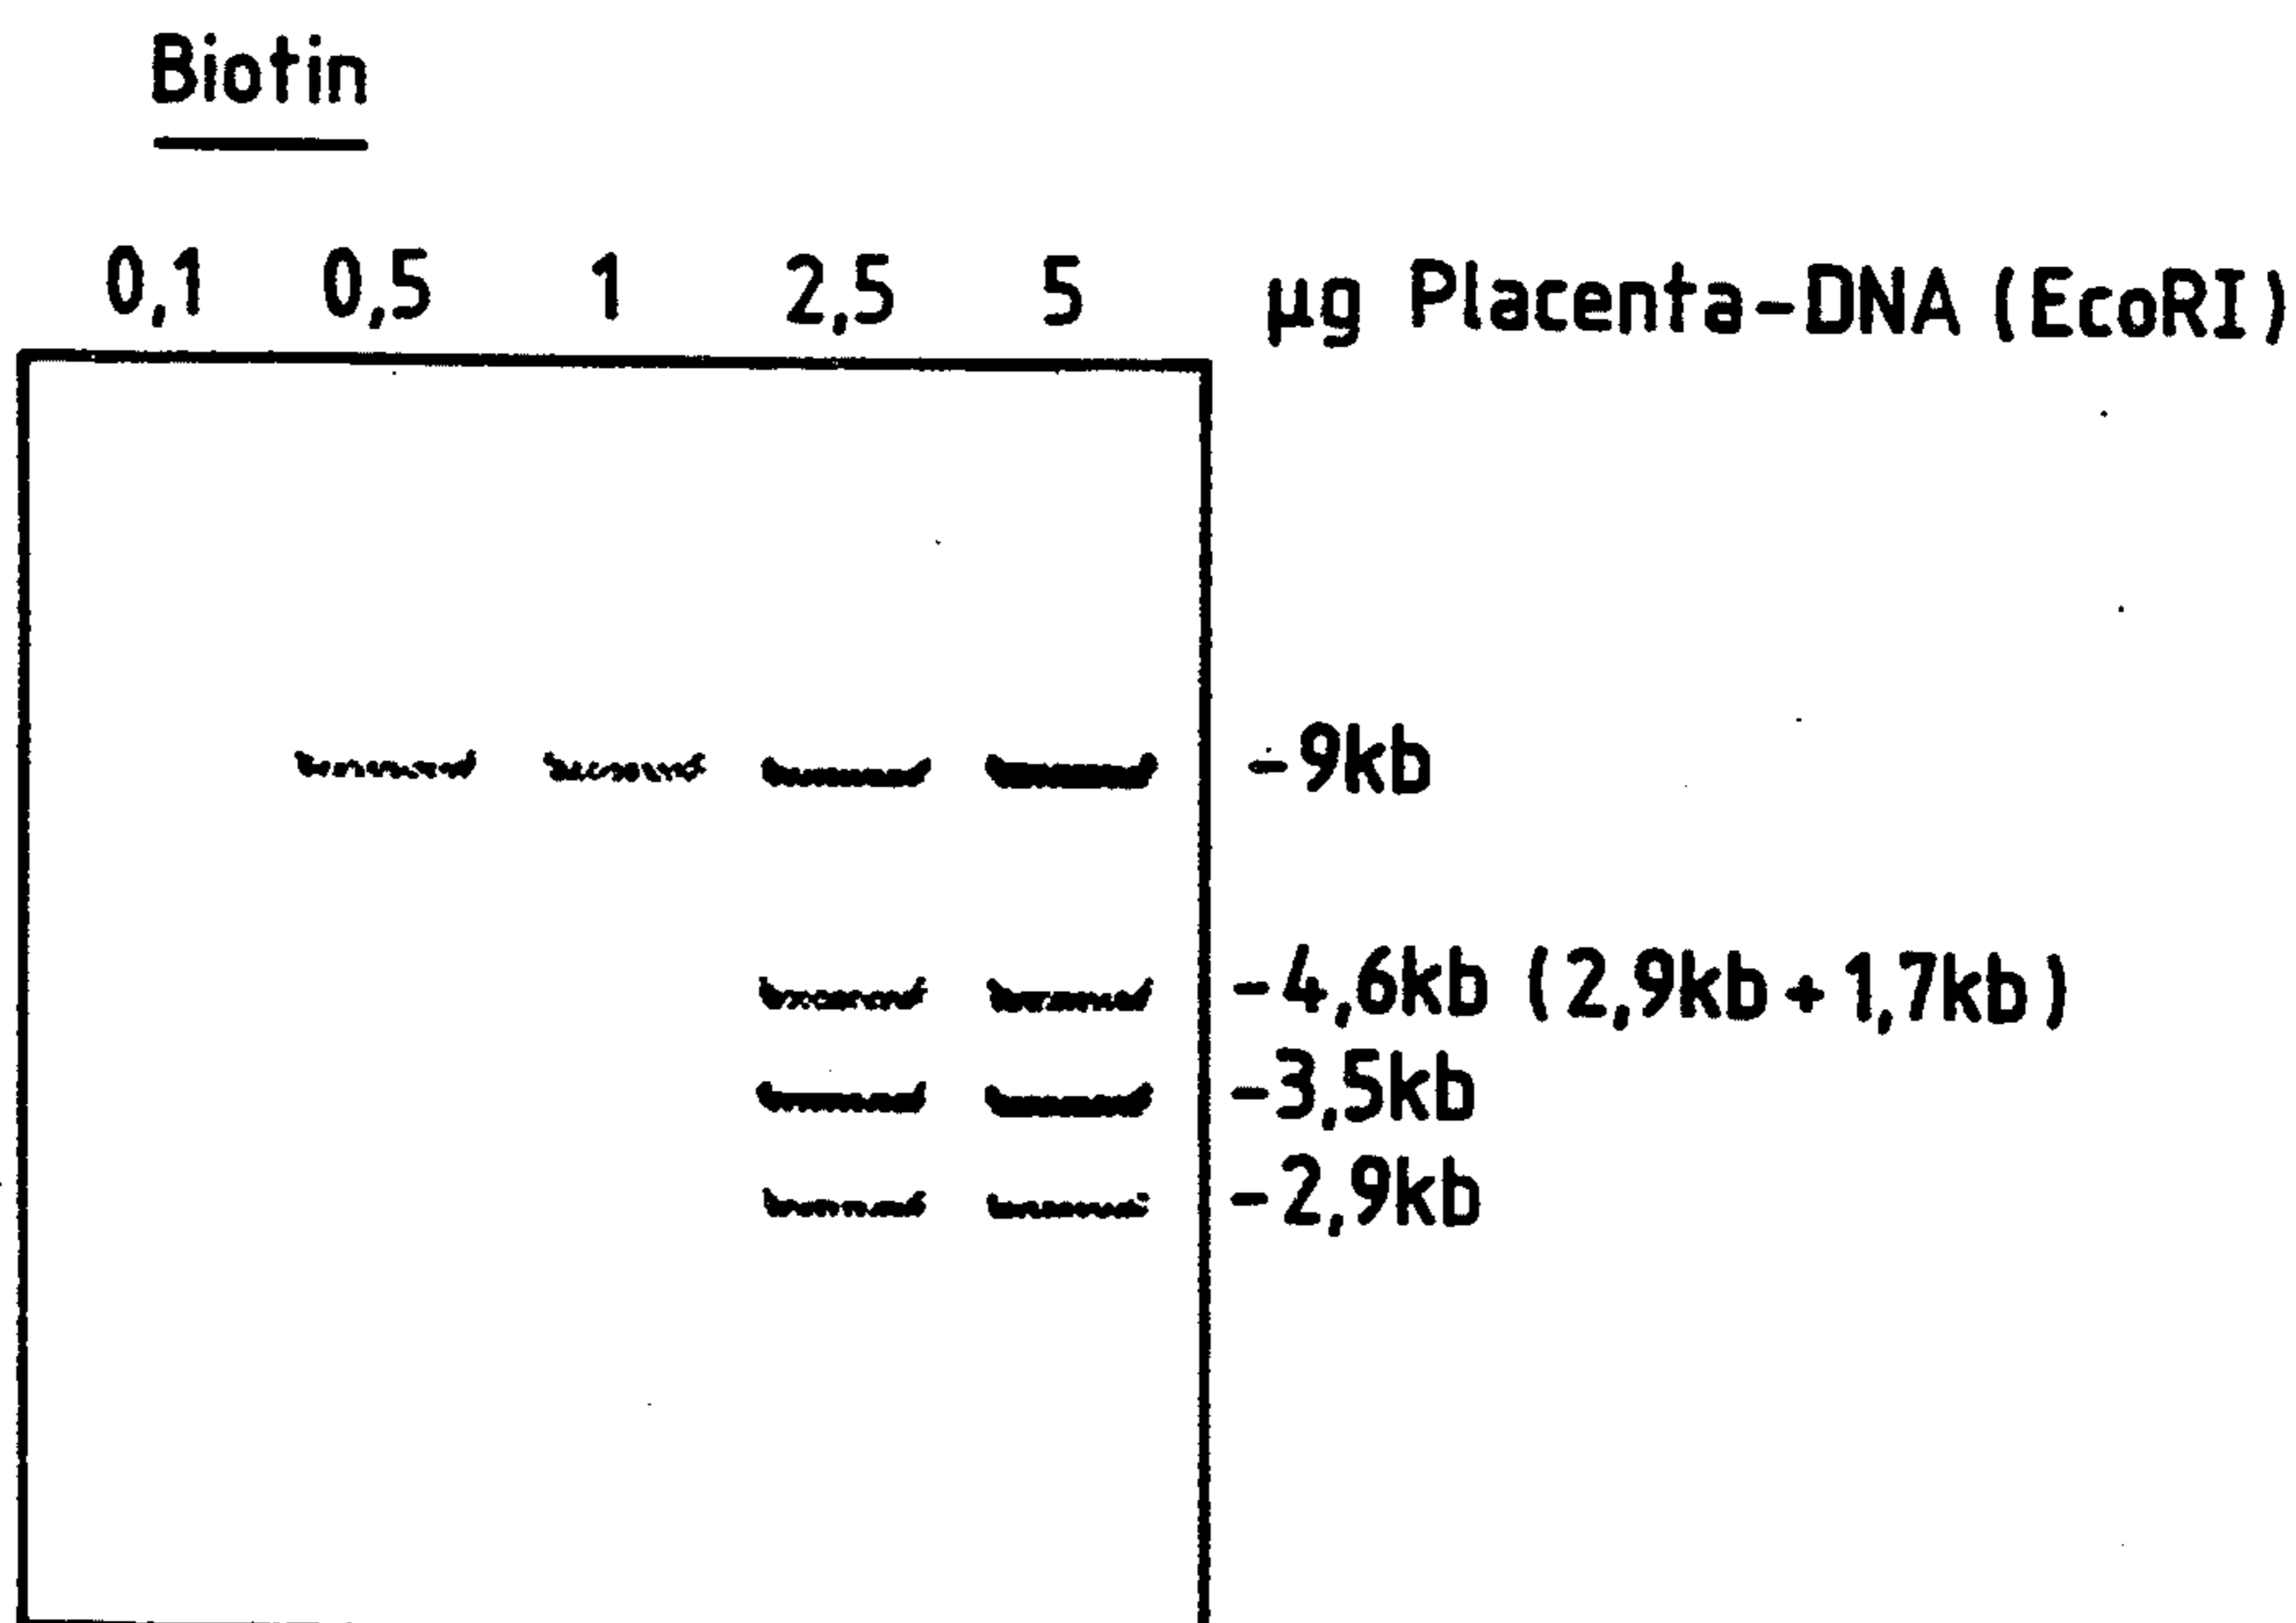 Biotin
0,1 0,5 1 2,5 5 µg Placenta-DNA (EcoRI)
-9kb
-4,6kb (2,9kb+1,7kb)
-3,5kb
-2,9kb